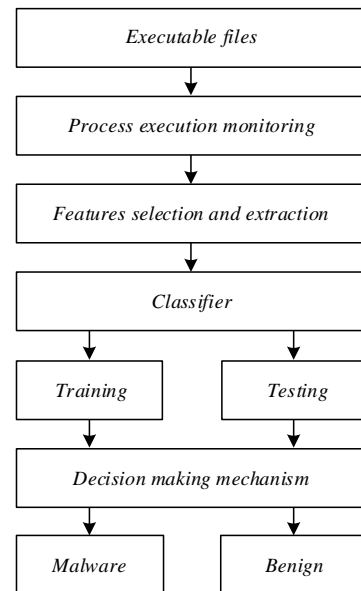 Executable files
Process execution monitoring
Features selection and extraction
Classifier
Training
Testing
Decision making mechanism
Malware
Benign